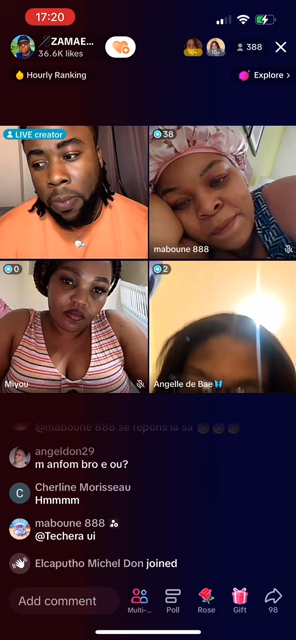 17:20
ZAMAE...
36.6K likes
10+
10+
388
Hourly Ranking
Explore >
LIVE creator
38
maboune 888
0
Miyou
2
Angelle de Bae🦋
@maboune 888 se repons la sa
angeldon29
m anfom bro e ou?
C
Cherline Morisseau
Hmmmm
maboune 888
@Techera ui
Elcaputho Michel Don joined
Add comment
Multi-...
Poll
Rose
Gift
98